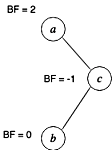 BF = 2
a
BF = -1
c
BF = 0
b